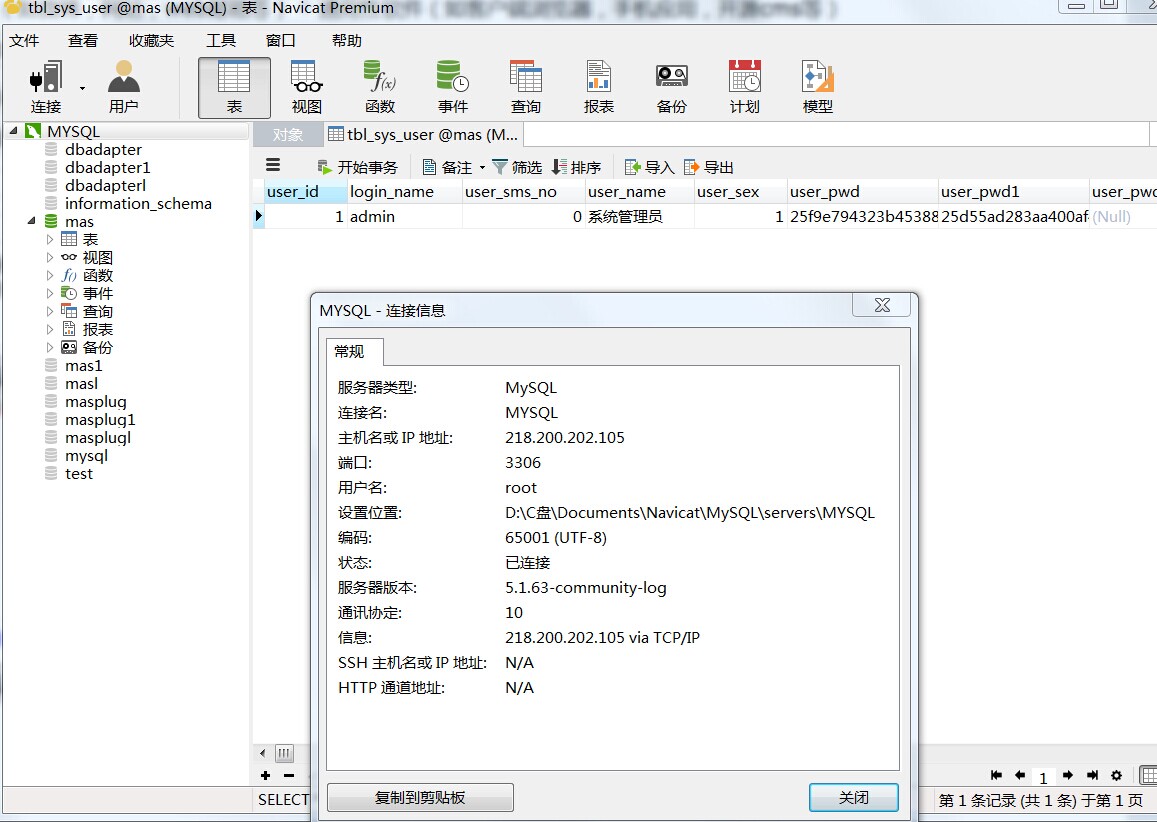 tbl_sys_user @mas (MYSQL) - 表 - Navicat Premium
文件 查看 收藏夹 工具 窗口 帮助
连接 用户 表 视图 函数 事件 查询 报表 备份 计划 模型
MYSQL
dbadapter
dbadapter1
dbadapterl
information_schema
mas
表
视图
函数
事件
查询
报表
备份
mas1
masl
masplug
masplug1
masplugl
mysql
test
对象 tbl_sys_user @mas (M...
开始事务 备注 筛选 排序 导入 导出
user_id login_name user_sms_no user_name user_sex user_pwd user_pwd1 user_pwd
1 admin 0 系统管理员 1 25f9e794323b45388 25d55ad283aa400af (Null)
MYSQL - 连接信息
常规
服务器类型: MySQL
连接名: MYSQL
主机名或 IP 地址: 218.200.202.105
端口: 3306
用户名: root
设置位置: D:\C盘\Documents\Navicat\MySQL\servers\MYSQL
编码: 65001 (UTF-8)
状态: 已连接
服务器版本: 5.1.63-community-log
通讯协定: 10
信息: 218.200.202.105 via TCP/IP
SSH 主机名或 IP 地址: N/A
HTTP 通道地址: N/A
复制到剪贴板 关闭
1
SELECT 第 1 条记录 (共 1 条) 于第 1 页